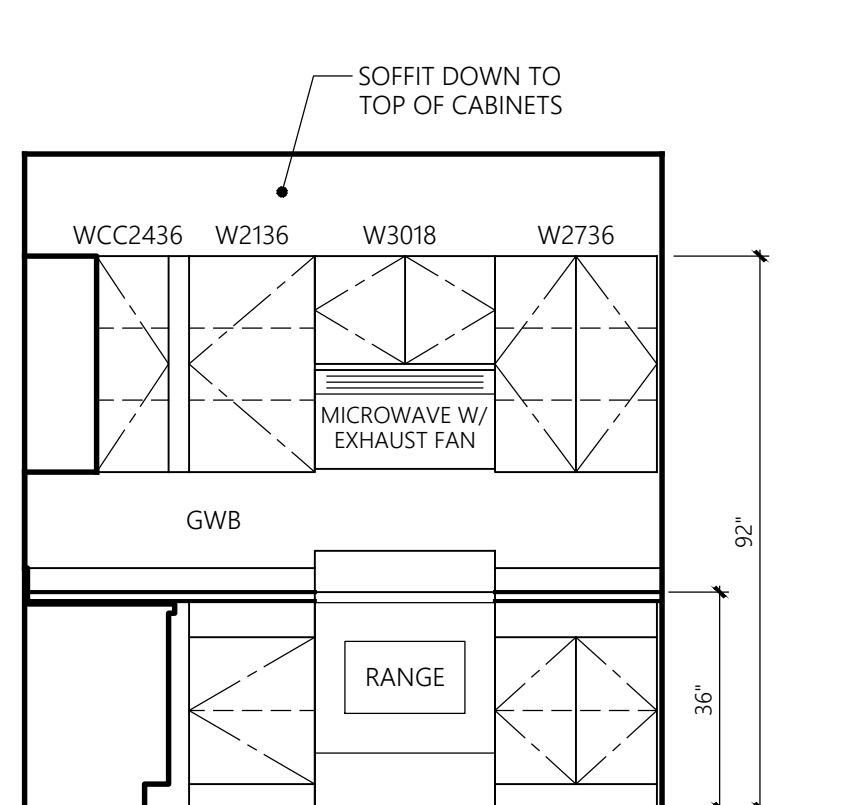 SOFFIT DOWN TO
TOP OF CABINETS
WCC2436
W2136
W3018
W2736
MICROWAVE W/
EXHAUST FAN
GWB
92"
RANGE
36"